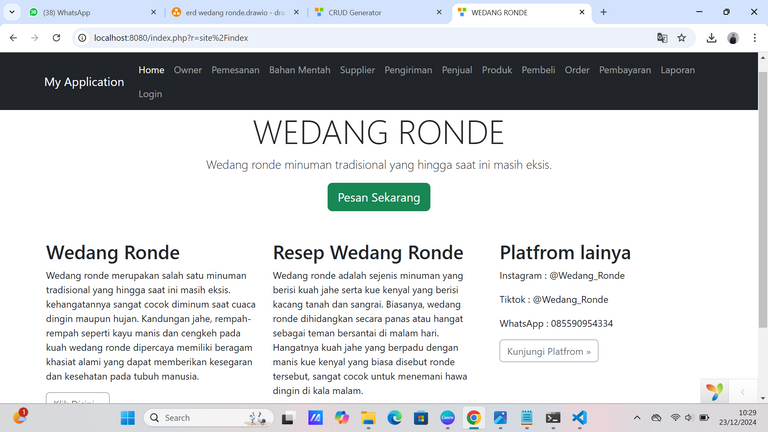 (38) WhatsApp
erd wedang ronde.drawio - dra
CRUD Generator
WEDANG RONDE
localhost:8080/index.php?r=site%2Findex
My Application
Home Owner Pemesanan Bahan Mentah Supplier Pengiriman Penjual Produk Pembeli Order Pembayaran Laporan
Login
WEDANG RONDE
Wedang ronde minuman tradisional yang hingga saat ini masih eksis.
Pesan Sekarang
Wedang Ronde
Wedang ronde merupakan salah satu minuman
tradisional yang hingga saat ini masih eksis.
kehangatannya sangat cocok diminum saat cuaca
dingin maupun hujan. Kandungan jahe, rempah-
rempah seperti kayu manis dan cengkeh pada
kuah wedang ronde dipercaya memiliki beragam
khasiat alami yang dapat memberikan kesegaran
dan kesehatan pada tubuh manusia.
Resep Wedang Ronde
Wedang ronde adalah sejenis minuman yang
berisi kuah jahe serta kue kenyal yang berisi
kacang tanah dan sangrai. Biasanya, wedang
ronde dihidangkan secara panas atau hangat
sebagai teman bersantai di malam hari.
Hangatnya kuah jahe yang berpadu dengan
manis kue kenyal yang biasa disebut ronde
tersebut, sangat cocok untuk menemani hawa
dingin di kala malam.
Platfrom lainya
Instagram : @Wedang_Ronde
Tiktok : @Wedang_Ronde
WhatsApp : 085590954334
Kunjungi Platfrom »
Search
10:29
23/12/2024